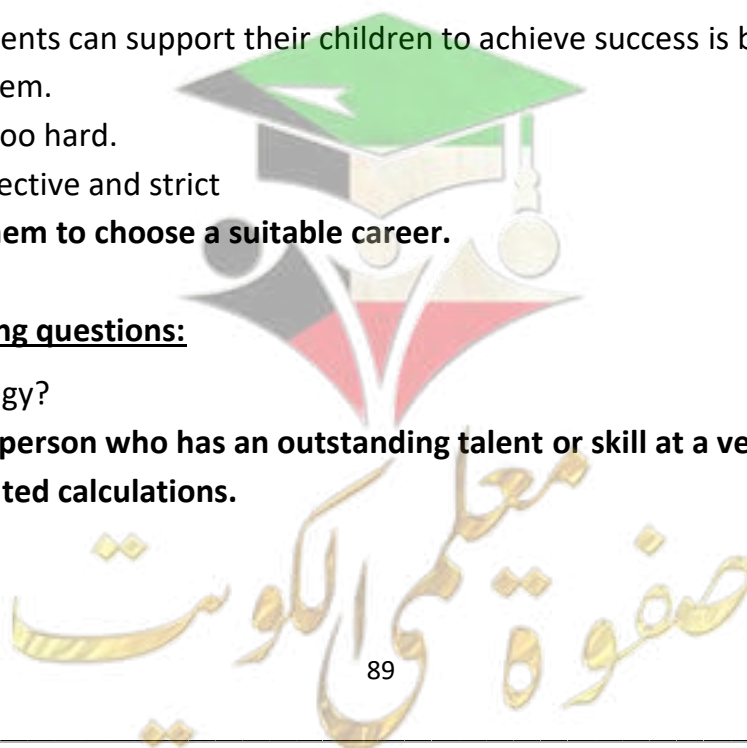 ents can support their children to achieve success is b
em.
oo hard.
ective and strict
hem to choose a suitable career.
ng questions:
gy?
person who has an outstanding talent or skill at a ve
ted calculations.
صفوة معلمى الكويت
89